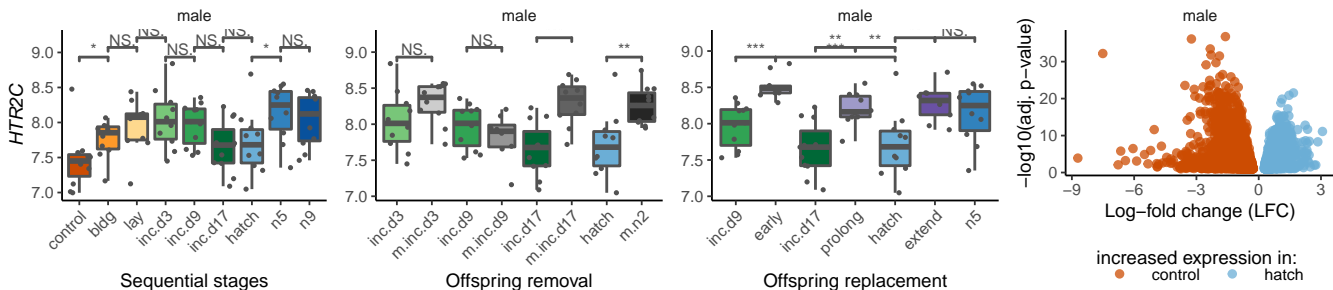 male
HTR2C
9.0
8.5
8.0
7.5
7.0
* NS. NS. NS. NS. NS. * NS.
control bldg lay inc.d3 inc.d9 inc.d17 hatch n5 n9
Sequential stages
male
9.0
8.5
8.0
7.5
7.0
NS. NS. **
inc.d3 m.inc.d3 inc.d9 m.inc.d9 inc.d17 m.inc.d17 hatch m.n2
Offspring removal
male
9.0
8.5
8.0
7.5
7.0
*** ** *** ** NS.
inc.d9 early inc.d17 prolong hatch extend n5
Offspring replacement
male
−log10(adj. p−value)
30
20
10
0
−9 −6 −3 0 3
Log−fold change (LFC)
increased expression in:
control hatch